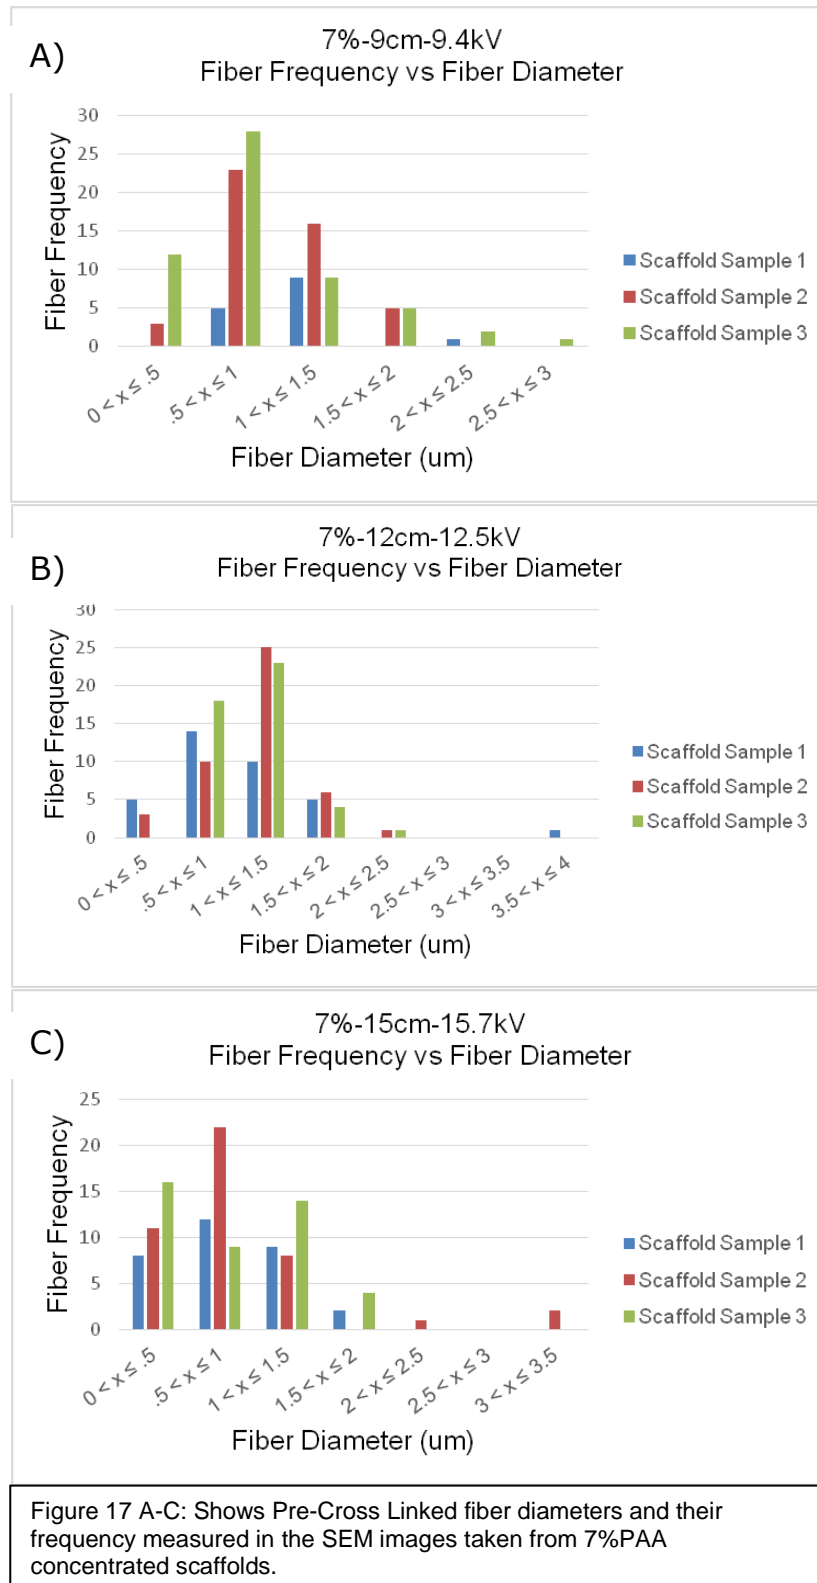 A)
7%-9cm-9.4kV
Fiber Frequency vs Fiber Diameter
Fiber Frequency
30
25
20
15
10
5
0
0 < x ≤ .5
.5 < x ≤ 1
1 < x ≤ 1.5
1.5 < x ≤ 2
2 < x ≤ 2.5
2.5 < x ≤ 3
Fiber Diameter (um)
Scaffold Sample 1
Scaffold Sample 2
Scaffold Sample 3
B)
7%-12cm-12.5kV
Fiber Frequency vs Fiber Diameter
Fiber Frequency
30
25
20
15
10
5
0
0 < x ≤ .5
.5 < x ≤ 1
1 < x ≤ 1.5
1.5 < x ≤ 2
2 < x ≤ 2.5
2.5 < x ≤ 3
3 < x ≤ 3.5
3.5 < x ≤ 4
Fiber Diameter (um)
Scaffold Sample 1
Scaffold Sample 2
Scaffold Sample 3
C)
7%-15cm-15.7kV
Fiber Frequency vs Fiber Diameter
Fiber Frequency
25
20
15
10
5
0
0 < x ≤ .5
.5 < x ≤ 1
1 < x ≤ 1.5
1.5 < x ≤ 2
2 < x ≤ 2.5
2.5 < x ≤ 3
3 < x ≤ 3.5
Fiber Diameter (um)
Scaffold Sample 1
Scaffold Sample 2
Scaffold Sample 3
Figure 17 A-C: Shows Pre-Cross Linked fiber diameters and their
frequency measured in the SEM images taken from 7%PAA
concentrated scaffolds.